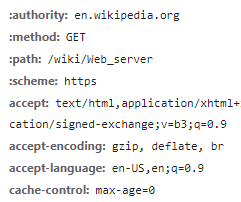 :authority: en.wikipedia.org
:method: GET
:path: /wiki/Web_server
:scheme: https
accept: text/html,application/xhtml+
cation/signed-exchange;v=b3;q=0.9
accept-encoding: gzip, deflate, br
accept-language: en-US,en;q=0.9
cache-control: max-age=0